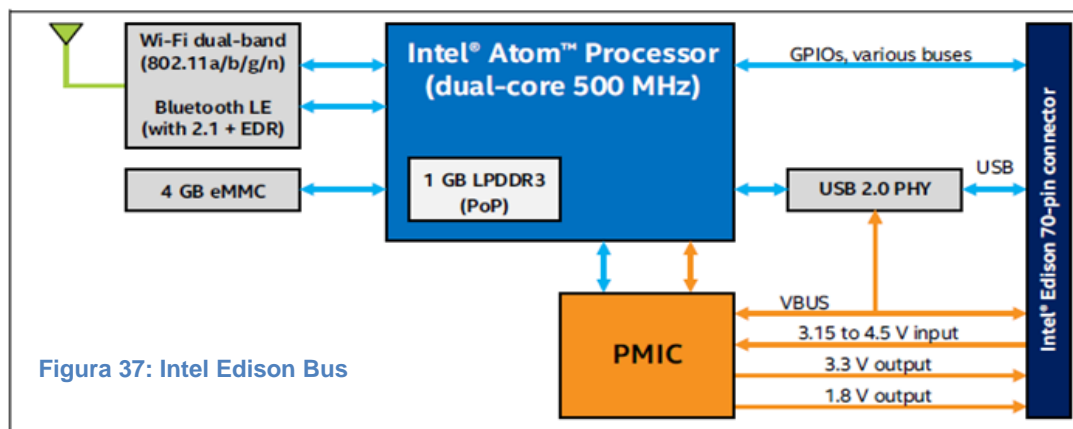 Wi-Fi dual-band
(802.11a/b/g/n)
Bluetooth LE
(with 2.1 + EDR)
4 GB eMMC
Intel® Atom™ Processor
(dual-core 500 MHz)
1 GB LPDDR3
(PoP)
GPIOs, various buses
USB 2.0 PHY
USB
Intel® Edison 70-pin connector
PMIC
VBUS
3.15 to 4.5 V input
3.3 V output
1.8 V output
Figura 37: Intel Edison Bus